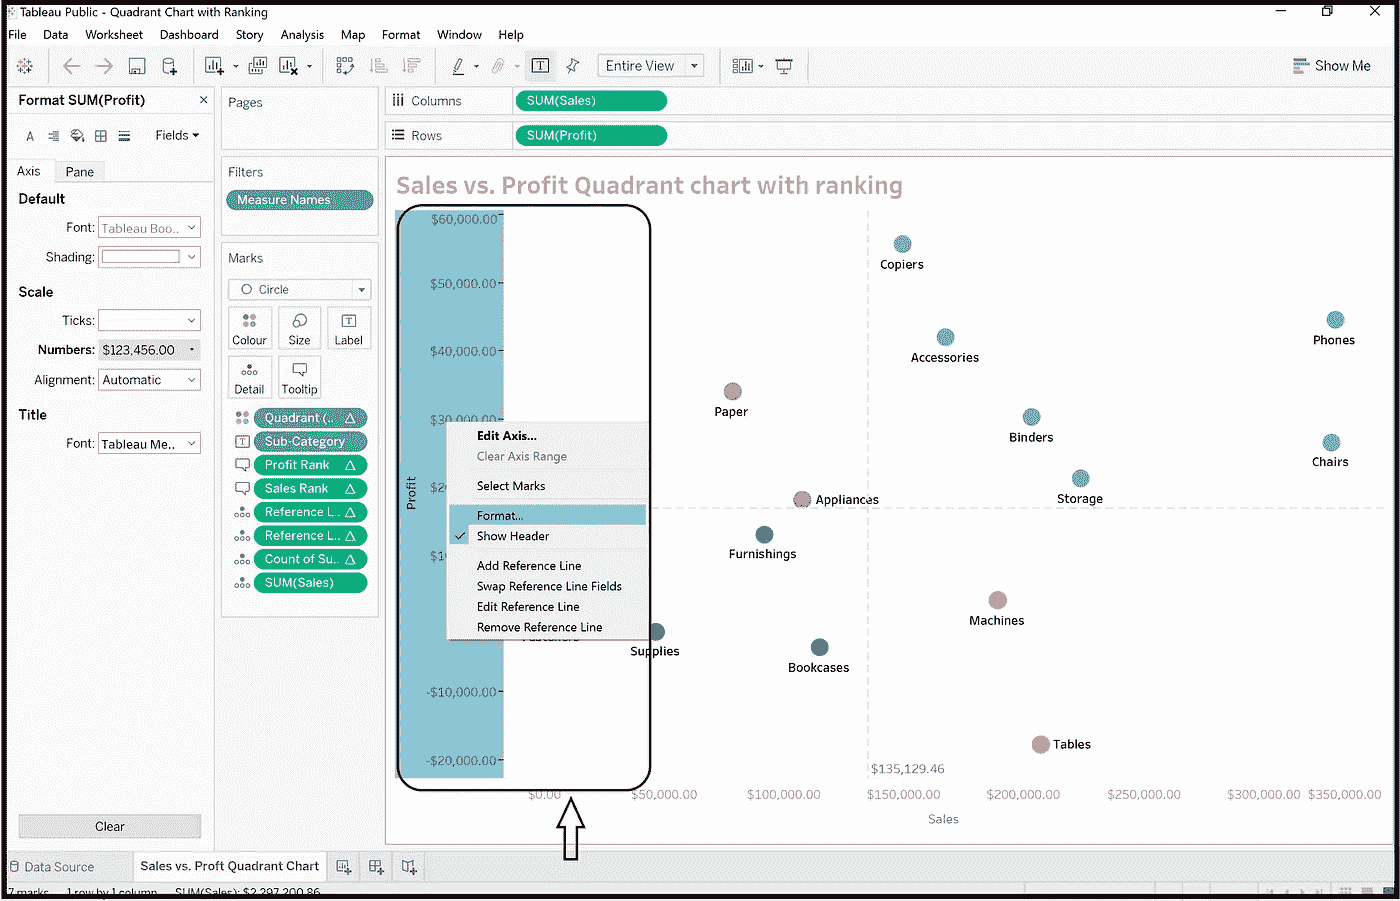 Tableau Public - Quadrant Chart with Ranking
File Data Worksheet Dashboard Story Analysis Map Format Window Help
Entire View
Show Me
Format SUM(Profit)
Fields
Axis Pane
Default
Font: Tableau Boo..
Shading:
Scale
Ticks:
Numbers: $123,456.00
Alignment: Automatic
Title
Font: Tableau Me..
Clear
Pages
Filters
Measure Names
Marks
Circle
Colour Size Label
Detail Tooltip
Quadrant (..
Sub-Category
Profit Rank
Sales Rank
Reference L..
Reference L..
Count of Su..
SUM(Sales)
Columns SUM(Sales)
Rows SUM(Profit)
Sales vs. Profit Quadrant chart with ranking
$60,000.00
$50,000.00
$40,000.00
$30,000.00
$2
$1
-$10,000.00
-$20,000.00
Profit
Edit Axis...
Clear Axis Range
Select Marks
Format...
Show Header
Add Reference Line
Swap Reference Line Fields
Edit Reference Line
Remove Reference Line
Copiers
Phones
Accessories
Paper
Binders
Chairs
Storage
Appliances
Furnishings
Machines
Supplies
Bookcases
Tables
$135,129.46
$0.00 $50,000.00 $100,000.00 $150,000.00 $200,000.00 $250,000.00 $300,000.00 $350,000.00
Sales
Data Source Sales vs. Proft Quadrant Chart
7 marks 1 row by 1 column SUM(Sales): $2,297,200.86